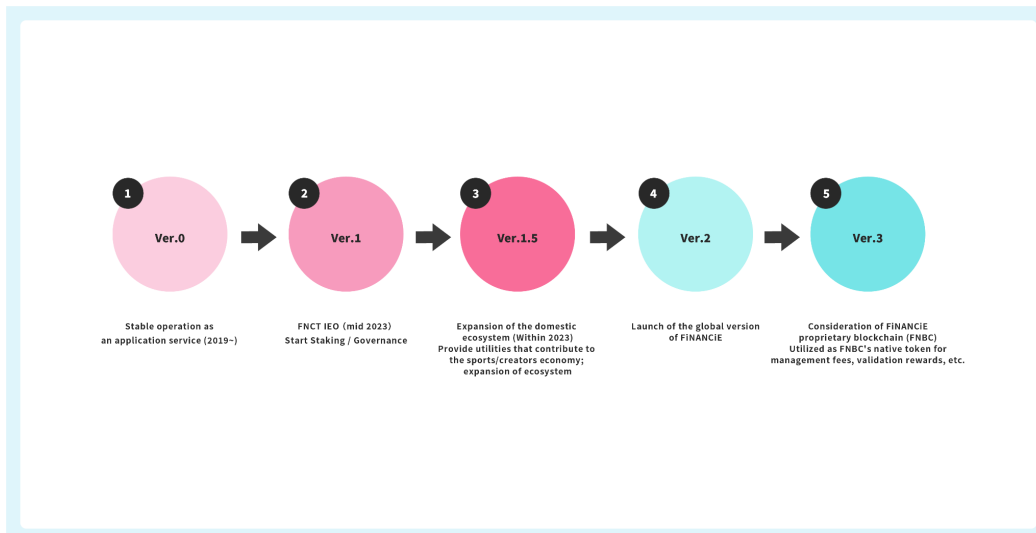 1
Ver.0
Stable operation as
an application service (2019~)
2
Ver.1
FNCT IEO (mid 2023)
Start Staking / Governance
3
Ver.1.5
Expansion of the domestic
ecosystem (Within 2023)
Provide utilities that contribute to
the sports/creators economy;
expansion of ecosystem
4
Ver.2
Launch of the global version
of FiNANCiE
5
Ver.3
Consideration of FiNANCiE
proprietary blockchain (FNBC)
Utilized as FNBC's native token for
management fees, validation rewards, etc.